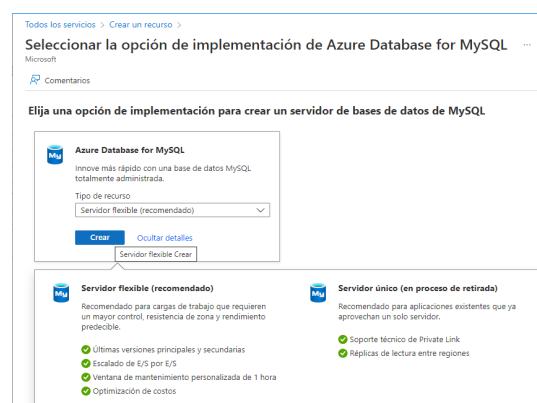 Todos los servicios > Crear un recurso >
Seleccionar la opción de implementación de Azure Database for MySQL ...
Microsoft
Comentarios
Elija una opción de implementación para crear un servidor de bases de datos de MySQL
My
Azure Database for MySQL
Innove más rápido con una base de datos MySQL
totalmente administrada.
Tipo de recurso
Servidor flexible (recomendado)
Crear
Ocultar detalles
Servidor flexible Crear
My
Servidor flexible (recomendado)
Recomendado para cargas de trabajo que requieren
un mayor control, resistencia de zona y rendimiento
predecible.
Últimas versiones principales y secundarias
Escalado de E/S por E/S
Ventana de mantenimiento personalizada de 1 hora
Optimización de costos
My
Servidor único (en proceso de retirada)
Recomendado para aplicaciones existentes que ya
aprovechan un solo servidor.
Soporte técnico de Private Link
Réplicas de lectura entre regiones